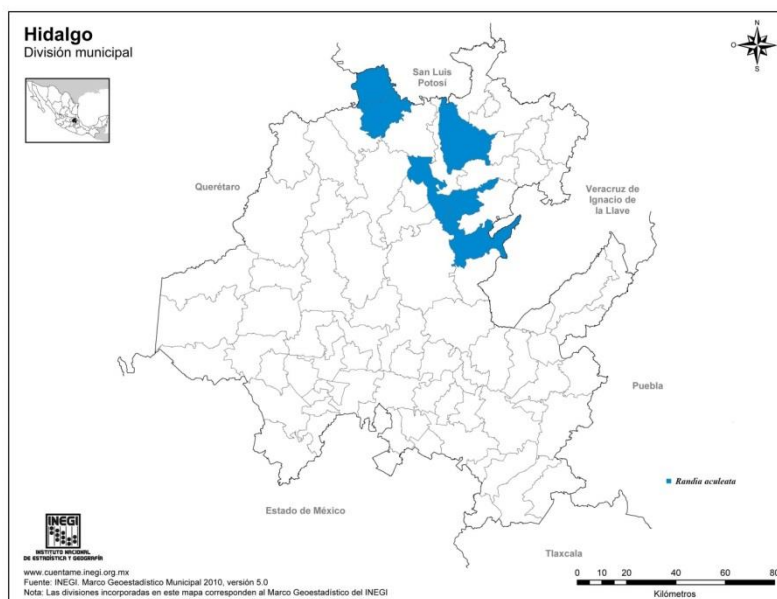 Hidalgo
División municipal
N
O
E
S
San Luis
Potosí
Querétaro
Veracruz de
Ignacio de
la Llave
Puebla
Randia aculeata
Estado de México
Tlaxcala
INEGI
INSTITUTO NACIONAL
DE ESTADÍSTICA Y GEOGRAFÍA
www.cuentame.inegi.org.mx
Fuente: INEGI. Marco Geoestadístico Municipal 2010, versión 5.0
Nota: Las divisiones incorporadas en este mapa corresponden al Marco Geoestadístico del INEGI
0 10 20 40 60 80
Kilómetros